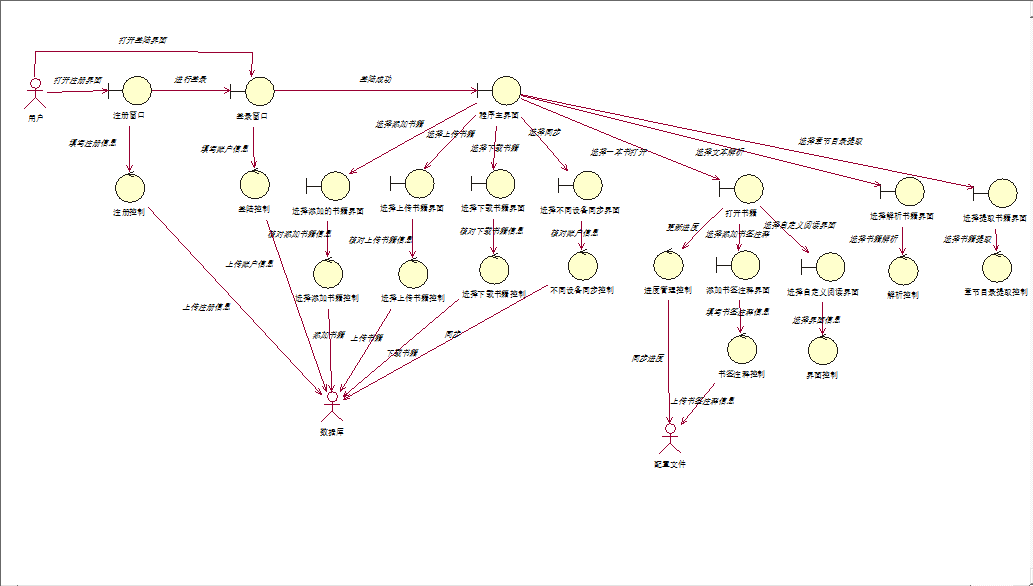 打开登陆界面
打开注册界面
进行登录
登陆成功
用户
注册窗口
登录窗口
程序主界面
选择添加书籍
选择上传书籍
选择下载书籍
选择同步
选择一本书打开
选择文本解析
选择章节目录提取
填写注册信息
填写账户信息
注册控制
登陆控制
选择添加的书籍界面
选择上传书籍界面
选择下载书籍界面
选择不同设备同步界面
打开书籍
选择解析书籍界面
选择提取书籍界面
核对添加书籍信息
核对上传书籍信息
核对下载书籍信息
核对账户信息
更新进度
选择添加书签注释
选择自定义阅读界面
选择书籍解析
选择书籍提取
上传账户信息
上传注册信息
选择添加书籍控制
选择上传书籍控制
选择下载书籍控制
不同设备同步控制
进度管理控制
添加书签注释界面
选择自定义阅读界面
解析控制
章节目录提取控制
添加书籍
上传书籍
下载书籍
同步
填写书签注释信息
选择界面信息
同步进度
书签注释控制
界面控制
上传书签注释信息
数据库
配置文件